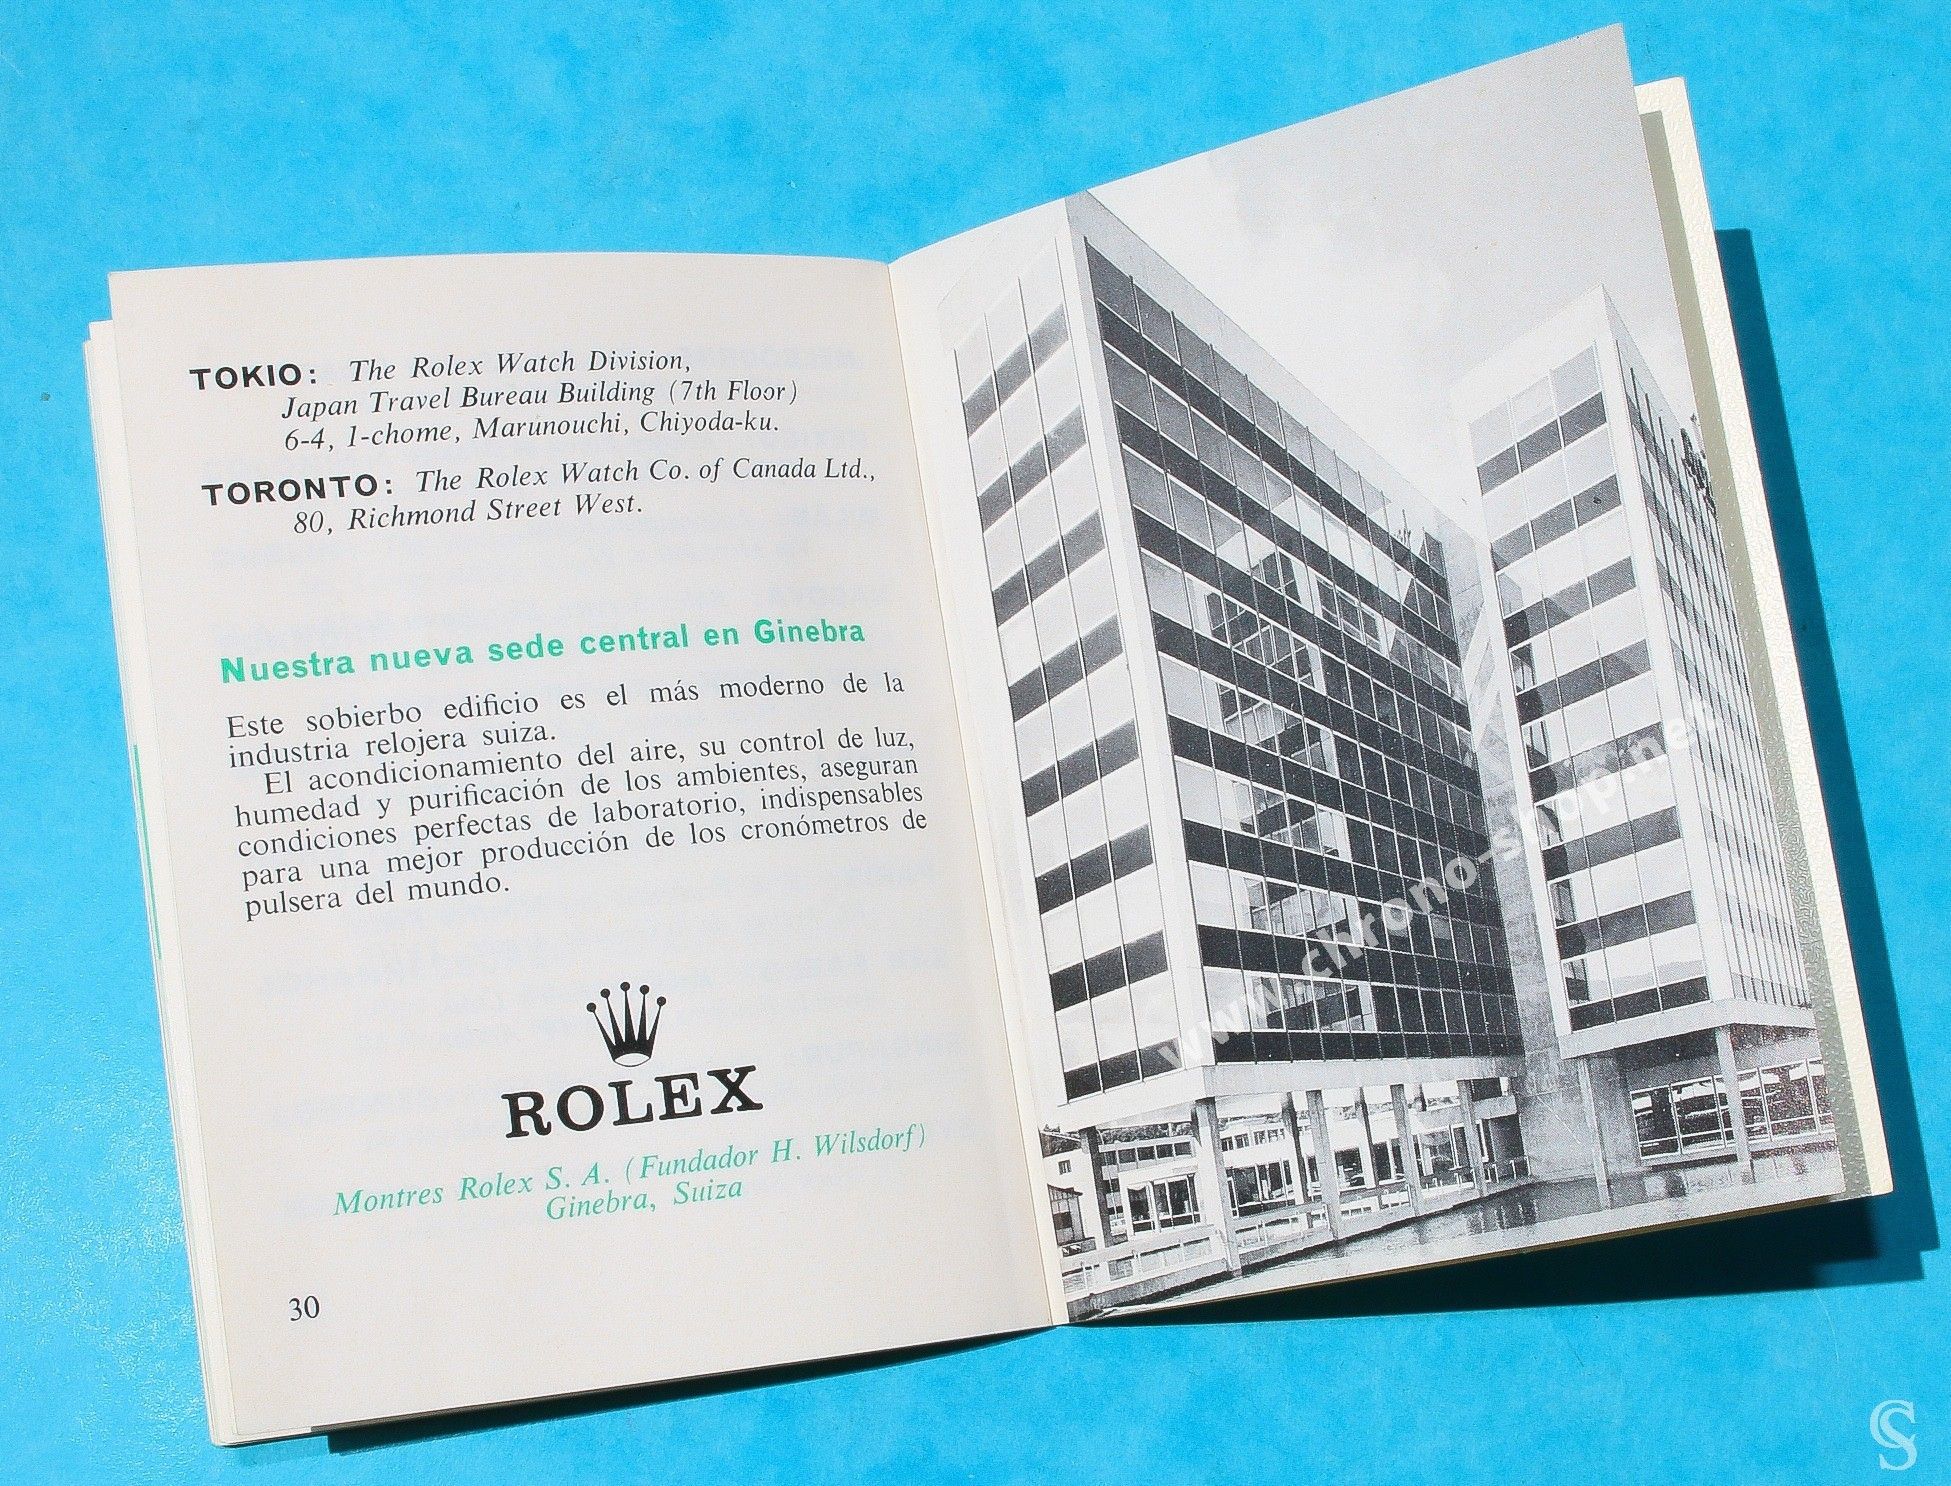 TOKIO: The Rolex Watch Division,
Japan Travel Bureau Building (7th Floor)
6-4, 1-chome, Marunouchi, Chiyoda-ku.
TORONTO: The Rolex Watch Co. of Canada Ltd.,
80, Richmond Street West.
Nuestra nueva sede central en Ginebra
Este sobierbo edificio es el más moderno de la
industria relojera suiza.
El acondicionamiento del aire, su control de luz,
humedad y purificación de los ambientes, aseguran
condiciones perfectas de laboratorio, indispensables
para una mejor producción de los cronómetros de
pulsera del mundo.
ROLEX
Montres Rolex S. A. (Fundador H. Wilsdorf)
Ginebra, Suiza
30
www.chrono-shop.net